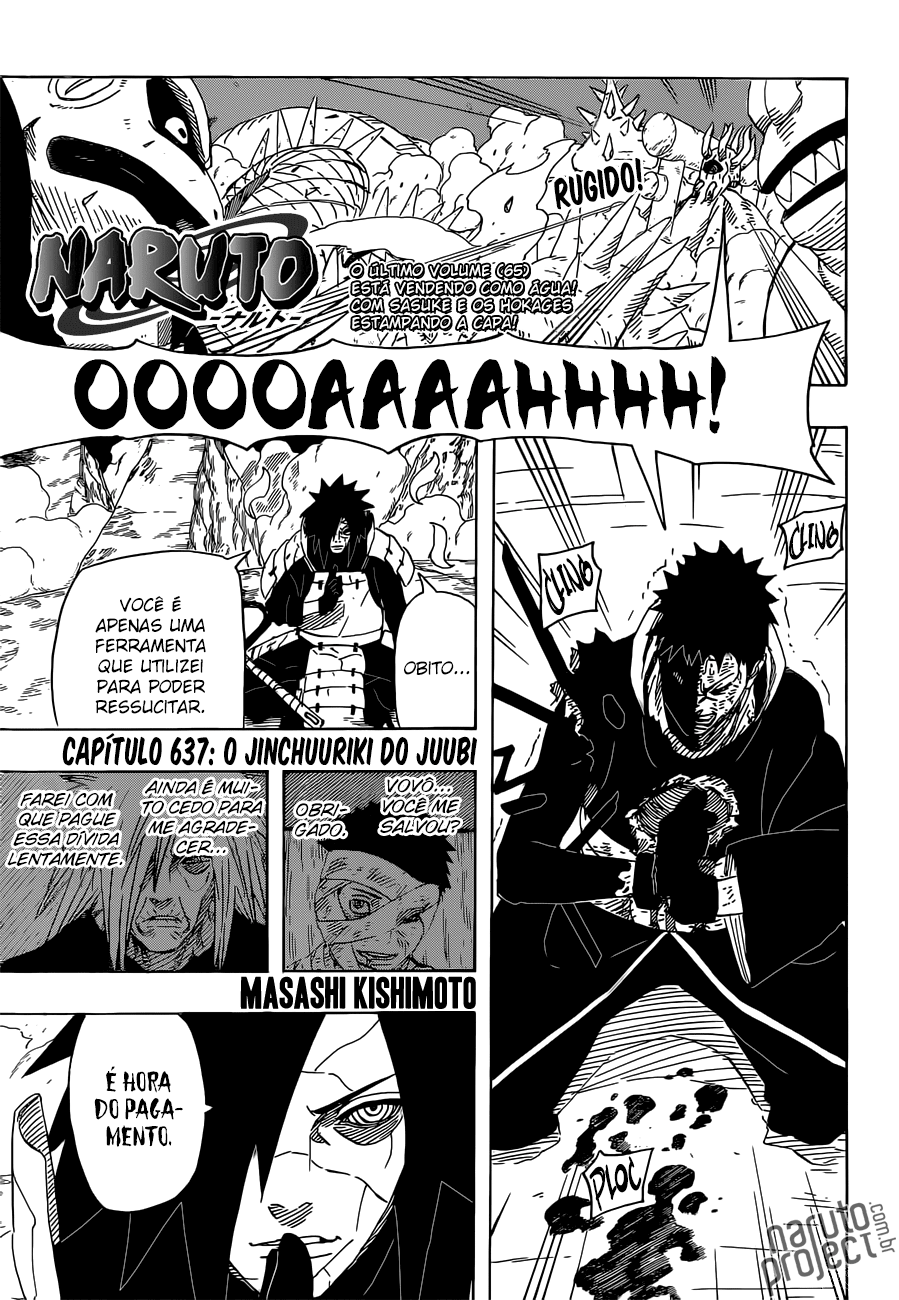 RUGIDO!
NARUTO
-ナルト-
O ÚLTIMO VOLUME (65)
ESTÁ VENDENDO COMO ÁGUA!
COM SASUKE E OS HOKAGES
ESTAMPANDO A CAPA!
OOOOAAAAHHHH!
CLING
CLING
OBITO...
VOCÊ É
APENAS UMA
FERRAMENTA
QUE UTILIZEI
PARA PODER
RESSUCITAR.
CAPÍTULO 637: O JINCHUURIKI DO JUUBI
VOVÔ...
VOCÊ ME
SALVOU?
OBRI-
GADO.
AINDA É MUI-
TO CEDO PARA
ME AGRADE-
CER...
FAREI COM
QUE PAGUE
ESSA DÍVIDA
LENTAMENTE.
MASASHI KISHIMOTO
É HORA
DO PAGA-
MENTO.
PLOC
naruto
project
.com.br